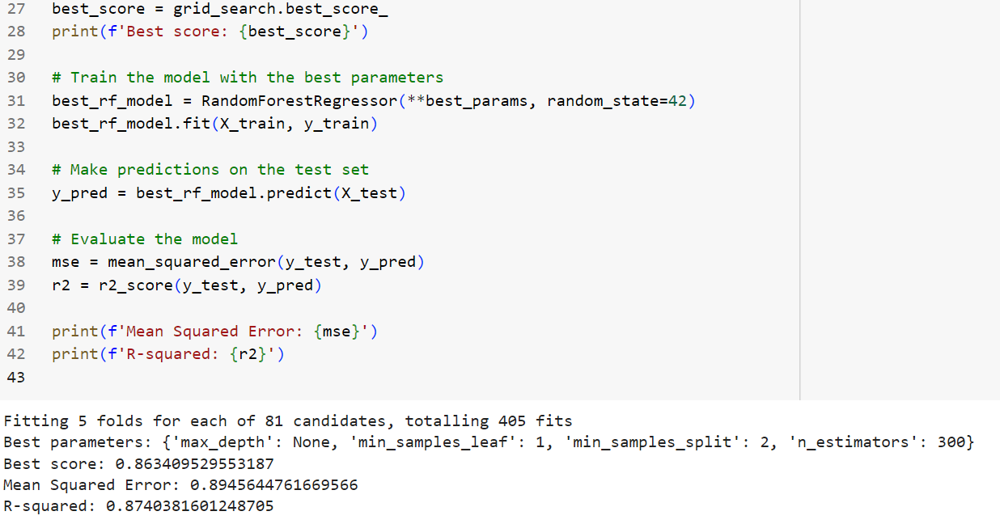 27 best_score = grid_search.best_score_
28 print(f'Best score: {best_score}')
29
30 # Train the model with the best parameters
31 best_rf_model = RandomForestRegressor(**best_params, random_state=42)
32 best_rf_model.fit(X_train, y_train)
33
34 # Make predictions on the test set
35 y_pred = best_rf_model.predict(X_test)
36
37 # Evaluate the model
38 mse = mean_squared_error(y_test, y_pred)
39 r2 = r2_score(y_test, y_pred)
40
41 print(f'Mean Squared Error: {mse}')
42 print(f'R-squared: {r2}')
43
Fitting 5 folds for each of 81 candidates, totalling 405 fits
Best parameters: {'max_depth': None, 'min_samples_leaf': 1, 'min_samples_split': 2, 'n_estimators': 300}
Best score: 0.863409529553187
Mean Squared Error: 0.8945644761669566
R-squared: 0.8740381601248705